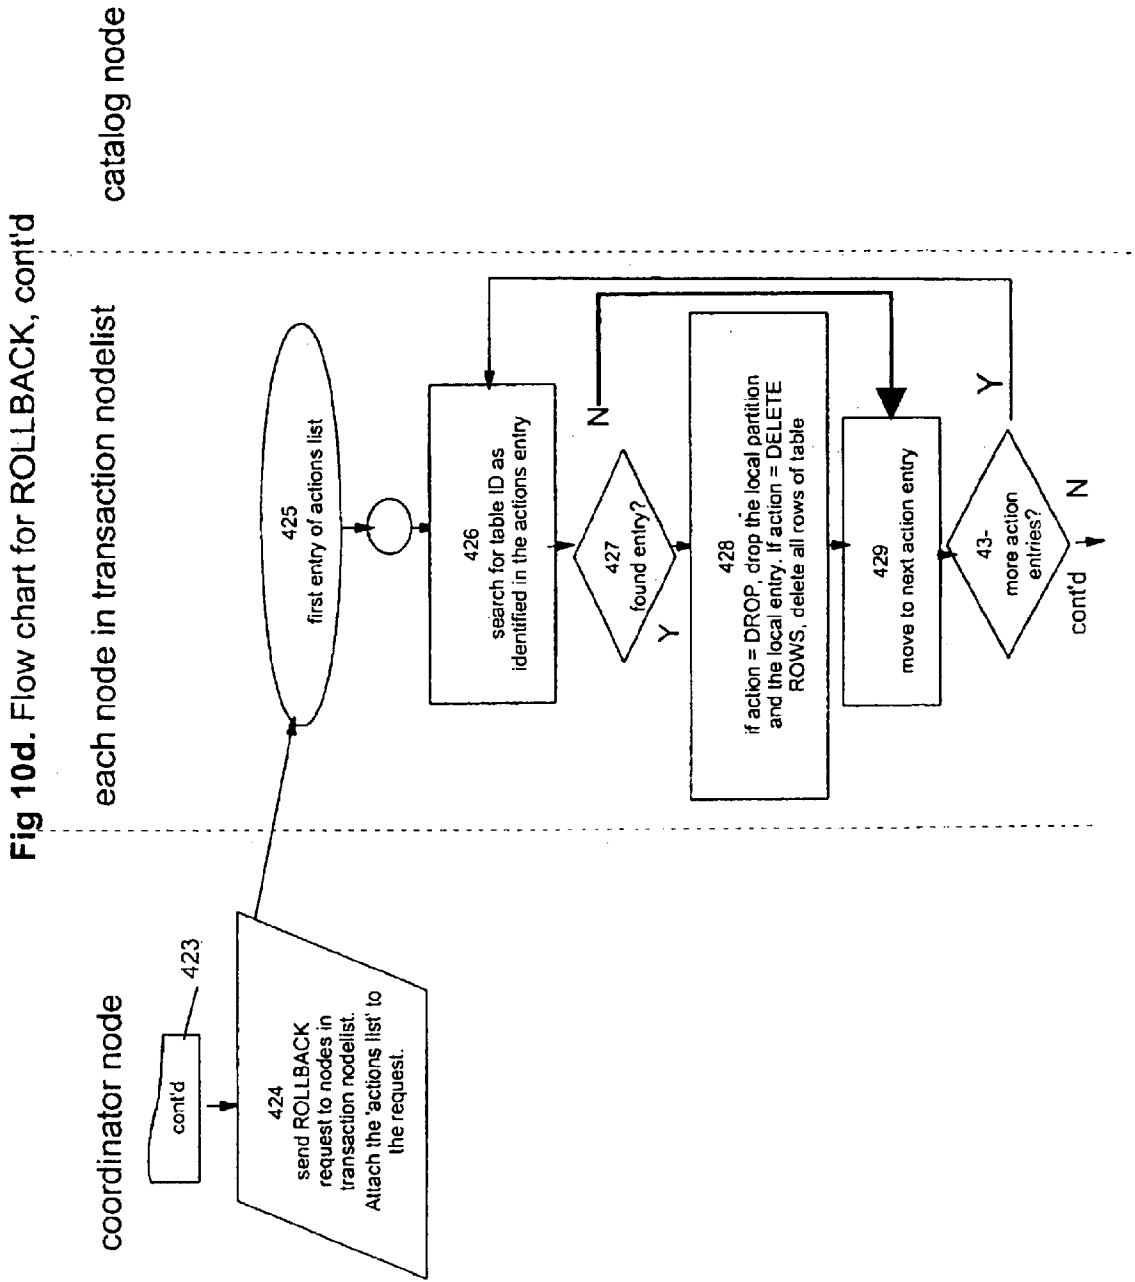 Fig 10d. Flow chart for ROLLBACK, cont'd
coordinator node
each node in transaction nodelist
catalog node
cont'd
423
424
send ROLLBACK
request to nodes in
transaction nodelist.
Attach the 'actions list' to
the request.
425
first entry of actions list
426
search for table ID as
identified in the actions entry
427
found entry?
N
Y
428
if action = DROP, drop the local partition
and the local entry. If action = DELETE
ROWS, delete all rows of table
429
move to next action entry
43-
more action
entries?
Y
N
cont'd